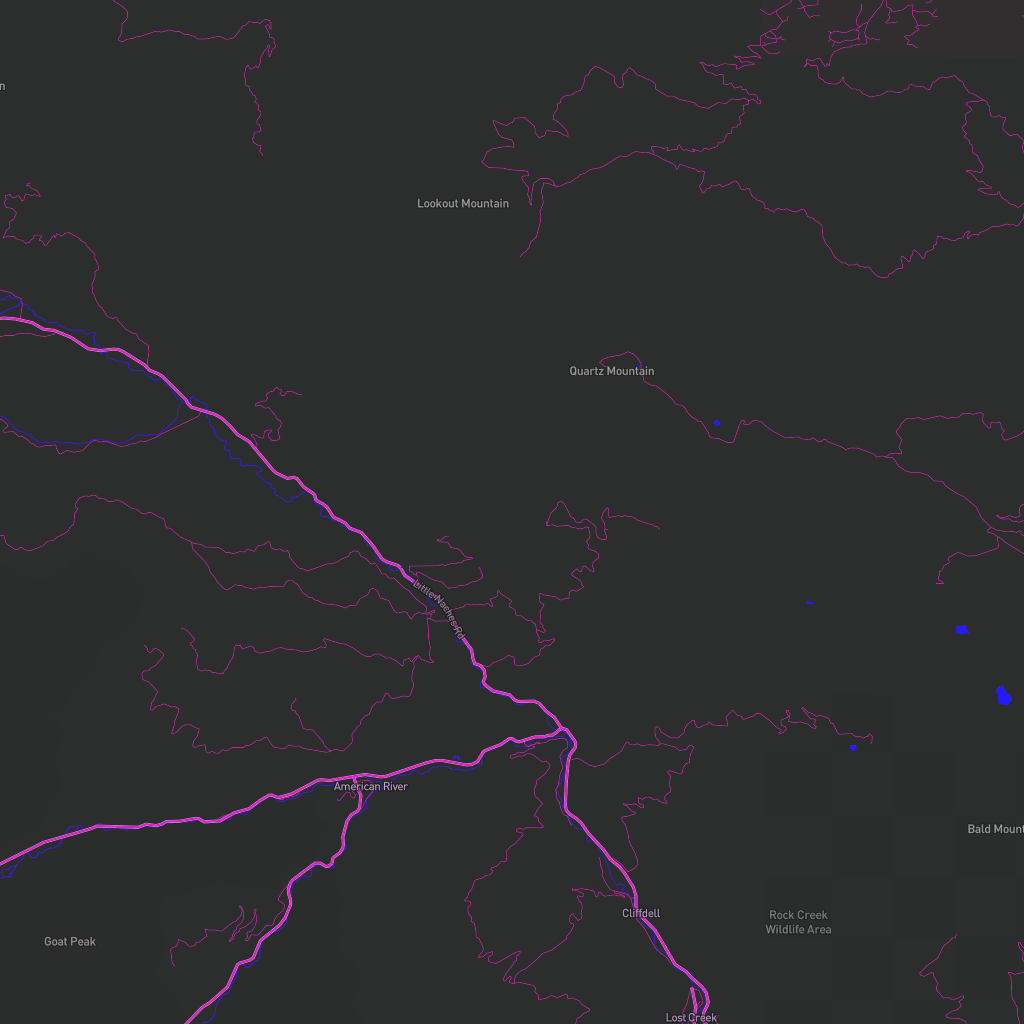 n
Lookout Mountain
Quartz Mountain
Little Naches Rd
American River
Bald Mount
Cliffdell
Rock Creek
Wildlife Area
Goat Peak
Lost Creek